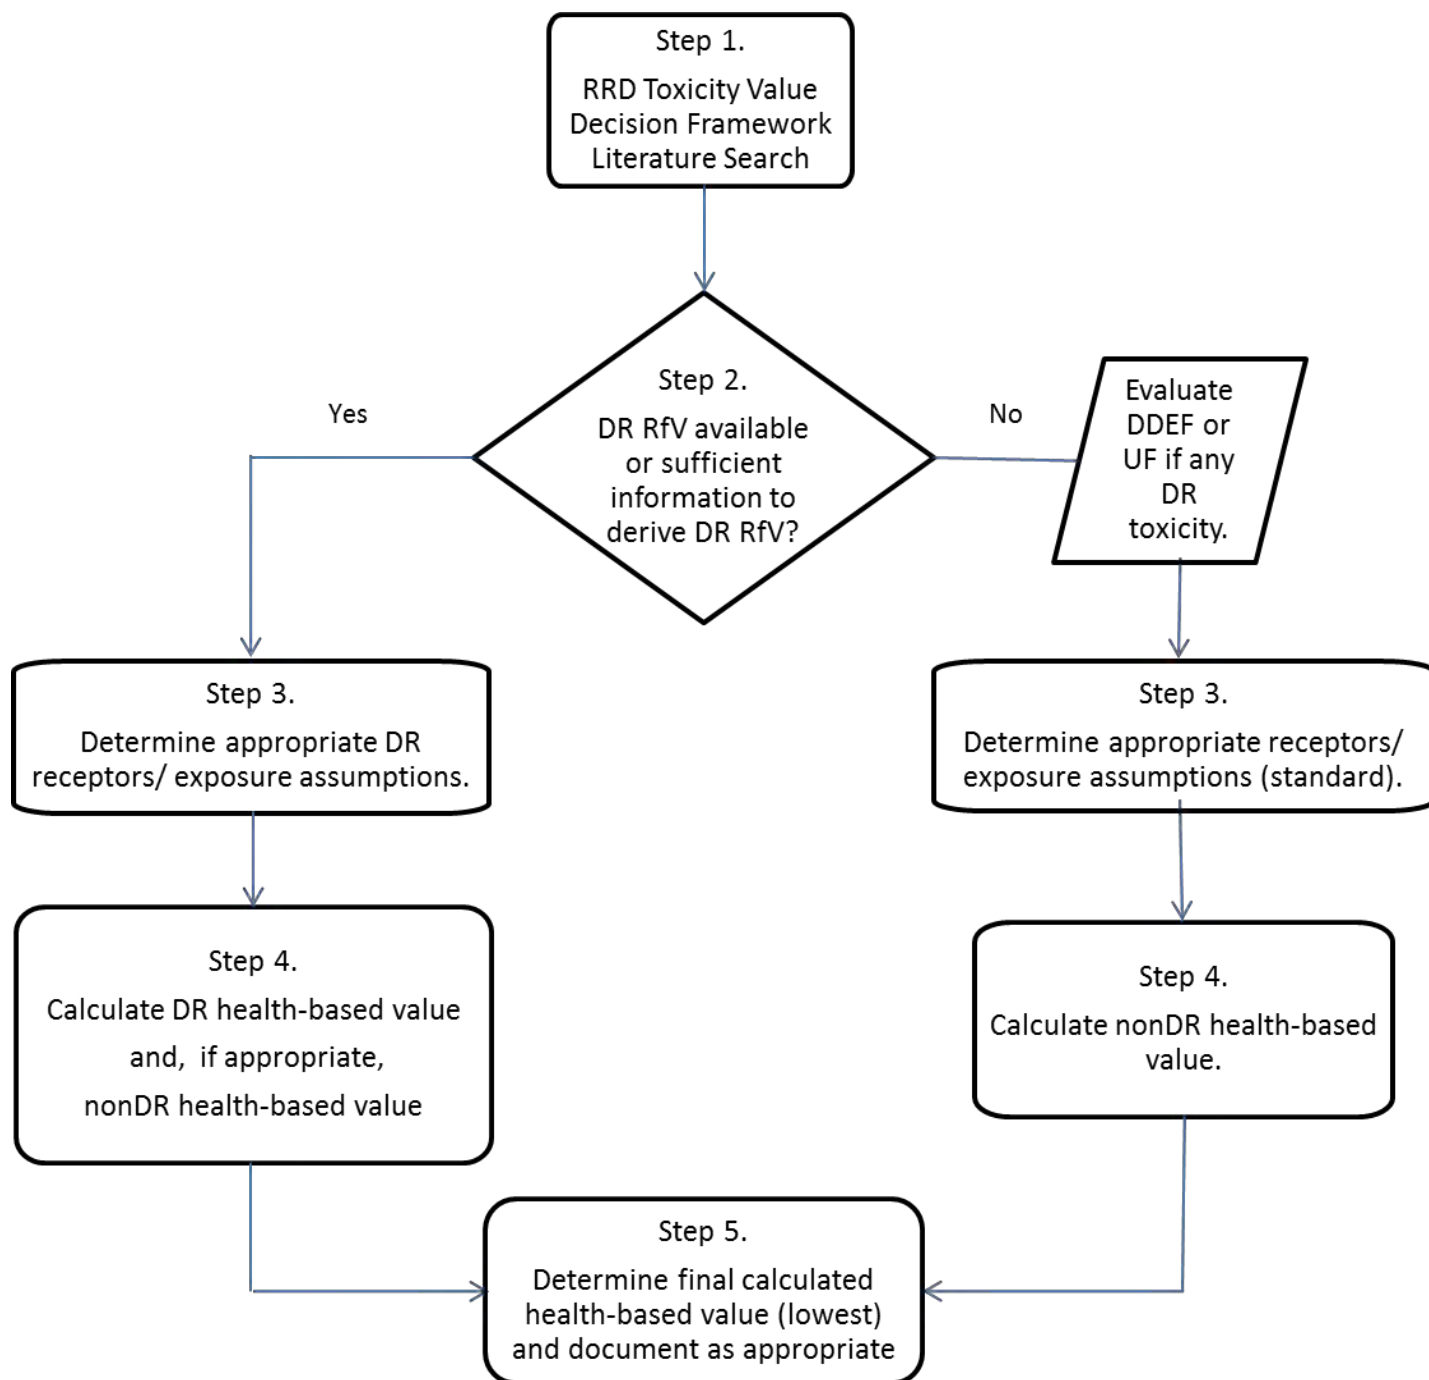 Step 1.
RRD Toxicity Value
Decision Framework
Literature Search
Step 2.
DR RfV available
or sufficient
information to
derive DR RfV?
Yes
No
Evaluate
DDEF or
UF if any
DR
toxicity.
Step 3.
Determine appropriate DR
receptors/ exposure assumptions.
Step 3.
Determine appropriate receptors/
exposure assumptions (standard).
Step 4.
Calculate DR health-based value
and, if appropriate,
nonDR health-based value
Step 4.
Calculate nonDR health-based
value.
Step 5.
Determine final calculated
health-based value (lowest)
and document as appropriate